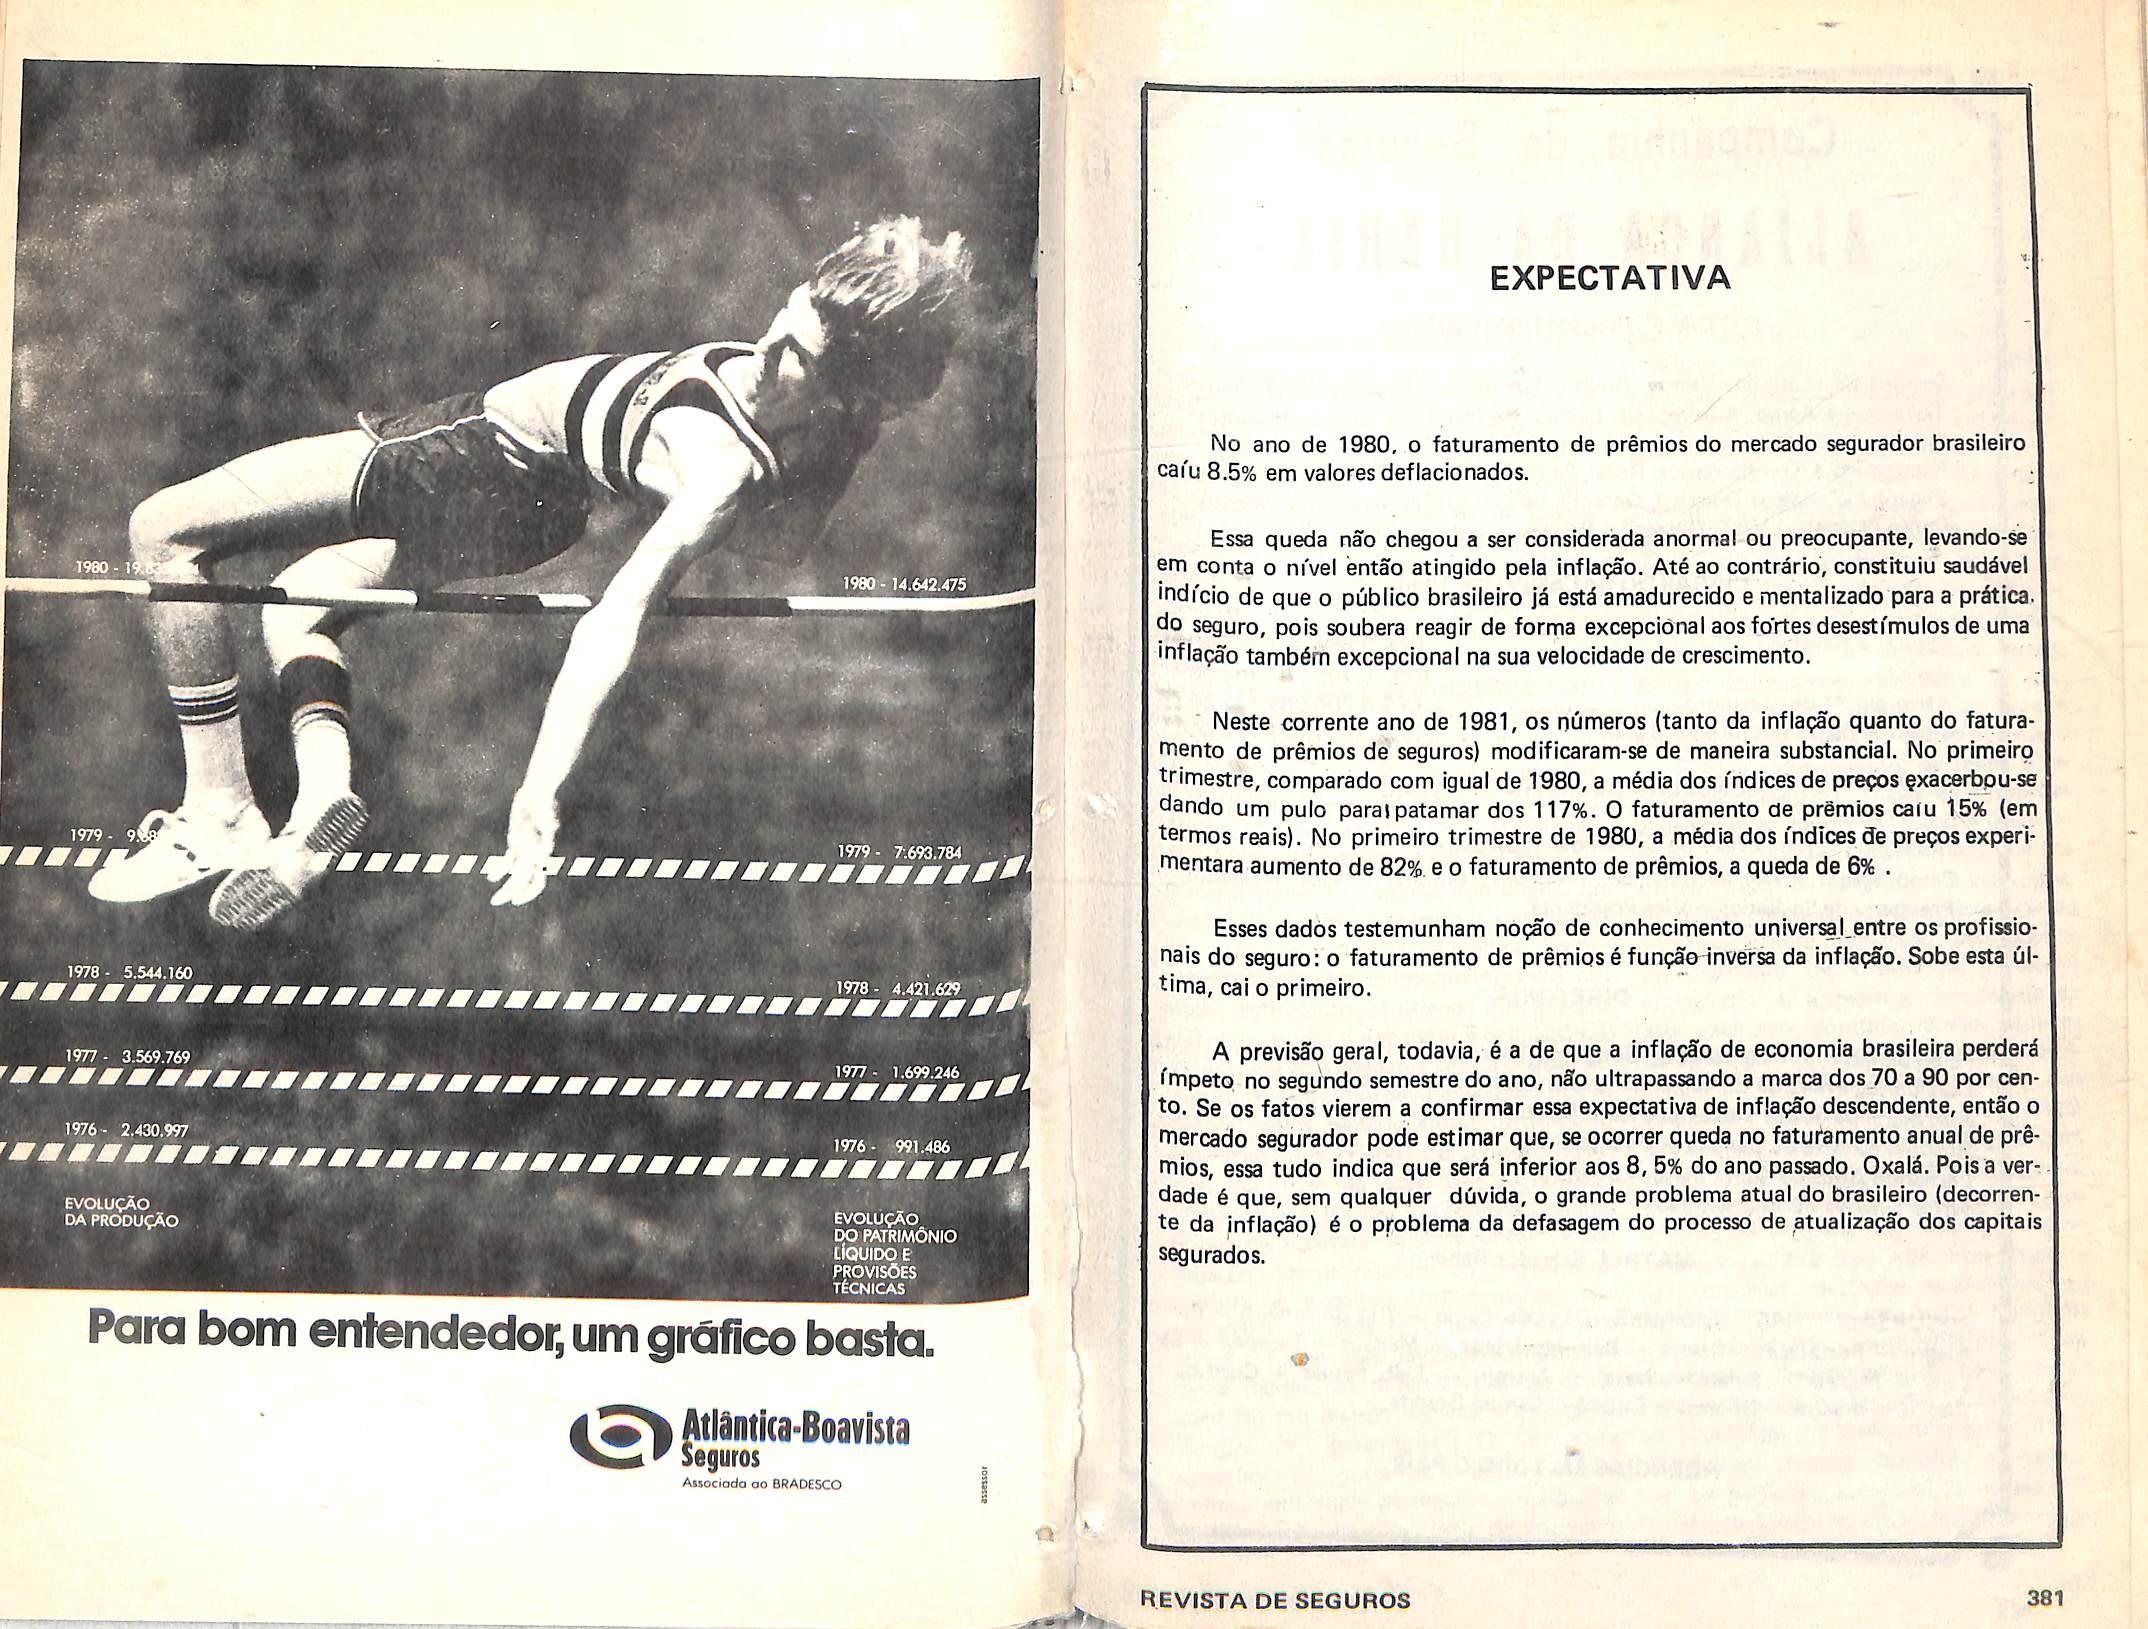 1980 - 19.83
1980 - 14.642.475
1979 - 9.
1979 - 7.693.784
1978 - 5.544.160
1978 - 4.421.629
1977 - 3.569.769
1977 - 1.699.246
1976 - 2.430.997
1976 - 991.486
EVOLUÇÃO
DA PRODUÇÃO
EVOLUÇÃO
DO PATRIMÔNIO
LÍQUIDO E
PROVISÕES
TÉCNICAS
Para bom entendedor, um gráfico basta.
Atlântica-Boavista
Seguros
Associada ao BRADESCO
assessor
EXPECTATIVA
No ano de 1980, o faturamento de prêmios do mercado segurador brasileiro
caíu 8.5% em valores deflacionados.
Essa queda não chegou a ser considerada anormal ou preocupante, levando-se
em conta o nível então atingido pela inflação. Até ao contrário, constituiu saudável
indício de que o público brasileiro já está amadurecido e mentalizado para a prática
do seguro, pois soubera reagir de forma excepcional aos fortes desestímulos de uma
inflação também excepcional na sua velocidade de crescimento.
Neste corrente ano de 1981, os números (tanto da inflação quanto do fatura-
mento de prêmios de seguros) modificaram-se de maneira substancial. No primeiro
trimestre, comparado com igual de 1980, a média dos índices de preços exacerbou-se
dando um pulo para patamar dos 117%. O faturamento de prêmios caíu 15% (em
termos reais). No primeiro trimestre de 1980, a média dos índices de preços experi-
mentara aumento de 82% e o faturamento de prêmios, a queda de 6% .
Esses dados testemunham noção de conhecimento universal entre os profissio-
nais do seguro: o faturamento de prêmios é função inversa da inflação. Sobe esta úl-
tima, cai o primeiro.
A previsão geral, todavia, é a de que a inflação de economia brasileira perderá
ímpeto no segundo semestre do ano, não ultrapassando a marca dos 70 a 90 por cen-
to. Se os fatos vierem a confirmar essa expectativa de inflação descendente, então o
mercado segurador pode estimar que, se ocorrer queda no faturamento anual de prê-
mios, essa tudo indica que será inferior aos 8, 5% do ano passado. Oxalá. Pois a ver-
dade é que, sem qualquer dúvida, o grande problema atual do brasileiro (decorren-
te da inflação) é o problema da defasagem do processo de atualização dos capitais
segurados.
REVISTA DE SEGUROS
381